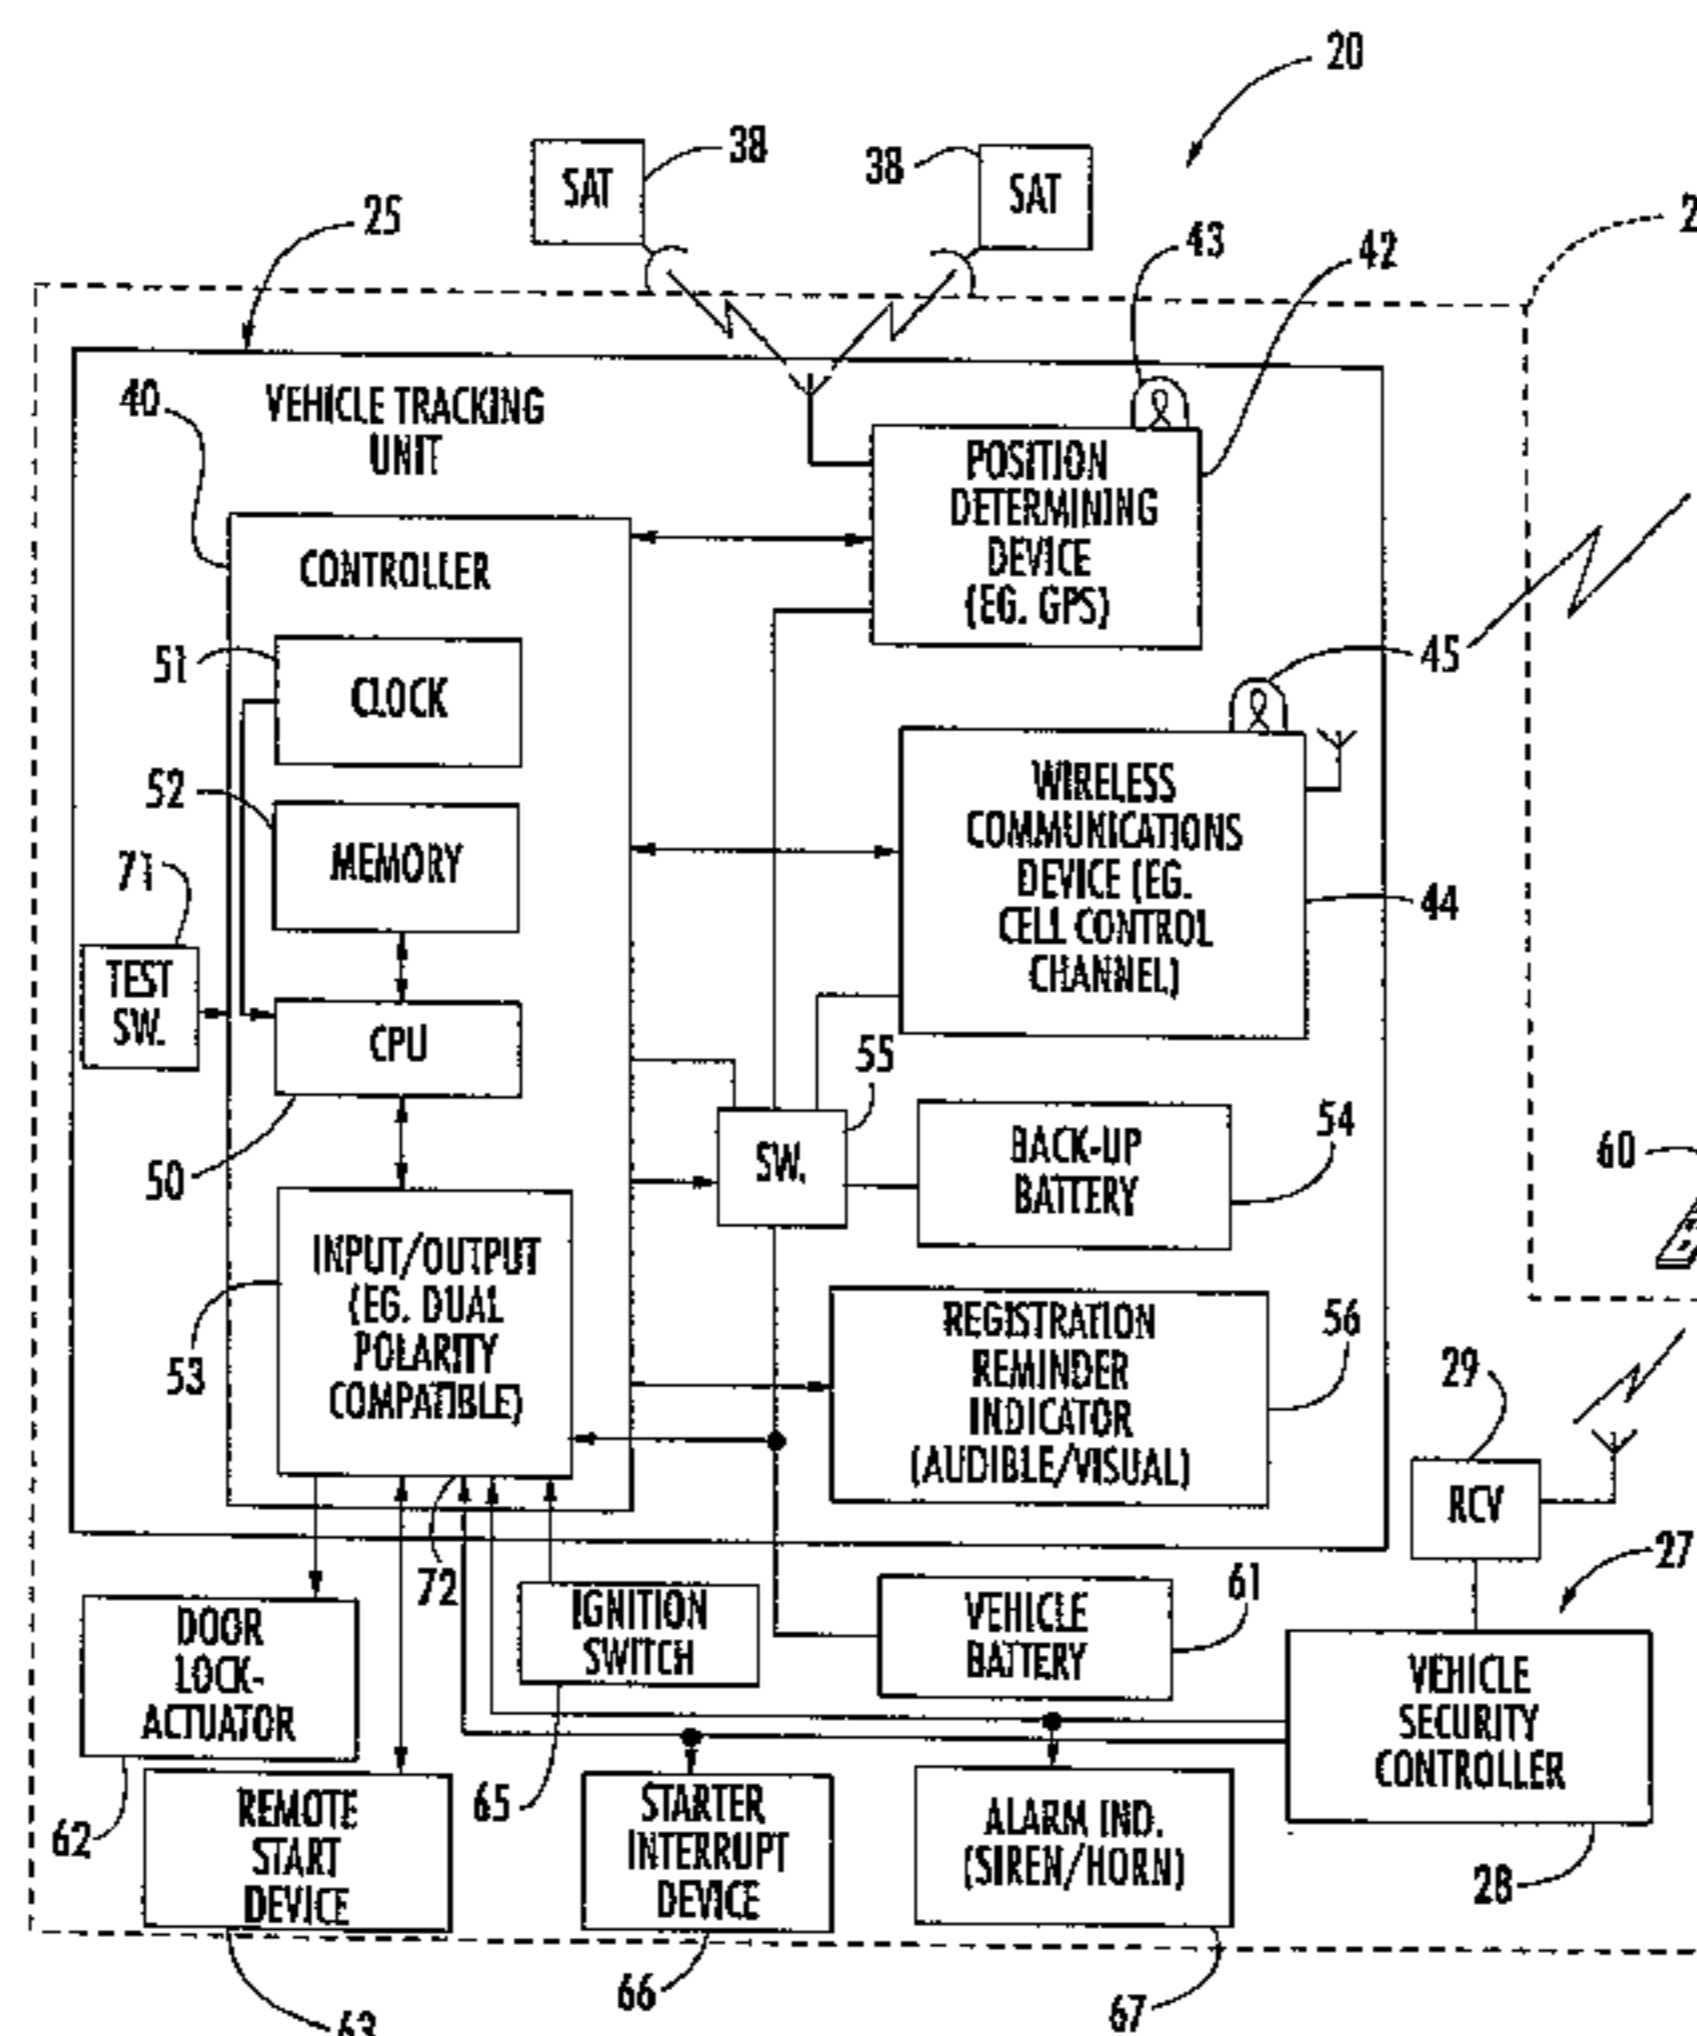 20
38
SAT
38
SAT
25
43
42
2
40
VEHICLE TRACKING
UNIT
POSITION
DETERMINING
DEVICE
(EG. GPS)
CONTROLLER
51
CLOCK
45
52
MEMORY
WIRELESS
COMMUNICATIONS
DEVICE (EG.
CELL CONTROL
CHANNEL)
44
71
TEST
SW.
CPU
50
55
SW.
BACK-UP
BATTERY
54
60
INPUT/OUTPUT
(EG. DUAL
POLARITY
COMPATIBLE)
53
REGISTRATION
REMINDER
INDICATOR
(AUDIBLE/VISUAL)
56
29
RCV
27
72
DOOR
LOCK-
ACTUATOR
62
IGNITION
SWITCH
65
VEHICLE
BATTERY
61
VEHICLE
SECURITY
CONTROLLER
28
REMOTE
START
DEVICE
63
STARTER
INTERRUPT
DEVICE
66
ALARM IND.
(SIREN/HORN)
67